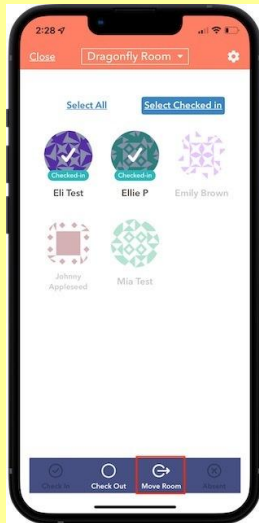 2:28
Close
Dragonfly Room
Select All
Select Checked in
Checked-in
Checked-in
Eli Test
Ellie P
Emily Brown
Johnny
Appleseed
Mia Test
Check In
Check Out
Move Room
Absent